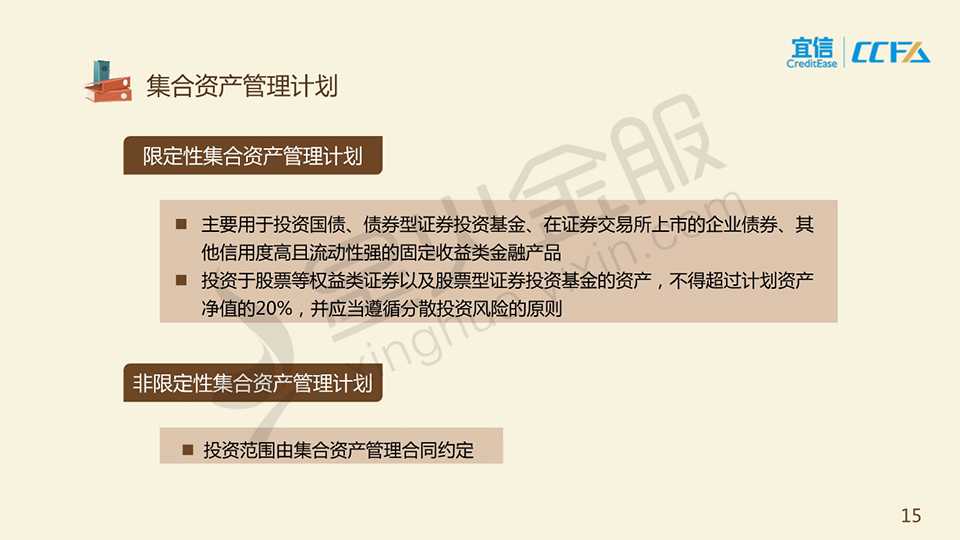 宜信
CreditEase
CCFA
集合资产管理计划
限定性集合资产管理计划
■ 主要用于投资国债、债券型证券投资基金、在证券交易所上市的企业债券、其
他信用度高且流动性强的固定收益类金融产品
■ 投资于股票等权益类证券以及股票型证券投资基金的资产，不得超过计划资产
净值的20%，并应当遵循分散投资风险的原则
非限定性集合资产管理计划
■ 投资范围由集合资产管理合同约定
15